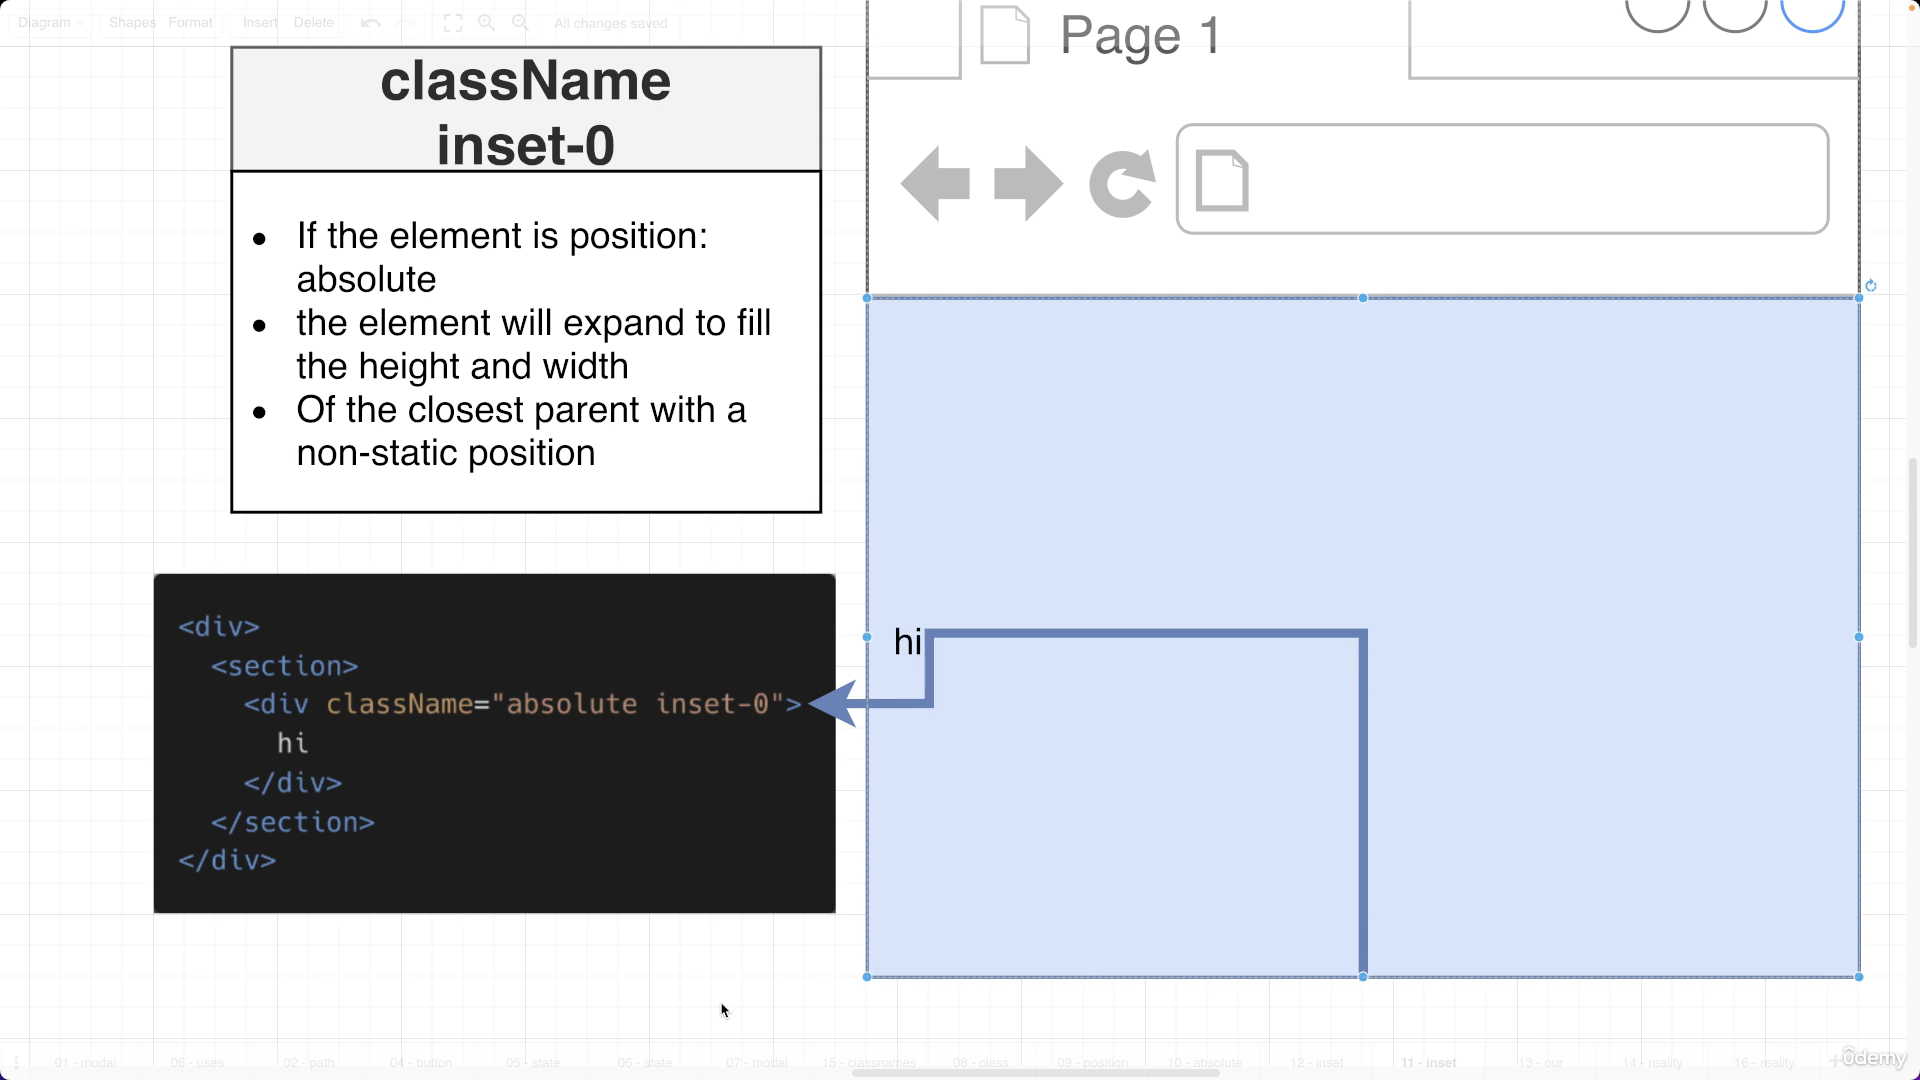 Diagram Shapes Format Insert Delete All changes saved
className
inset-0
• If the element is position:
absolute
• the element will expand to fill
the height and width
• Of the closest parent with a
non-static position
Page 1
hi
<div>
<section>
<div className="absolute inset-0">
hi
</div>
</section>
</div>
01 - modal 06 - uses 02 - path 04 - button 05 - state 06 - state 07 - modal 15 - classnames 08 - class 09 - position 10 - absolute 12 - inset 11 - inset 13 - our 14 - reality 16 - reality
ûdemy